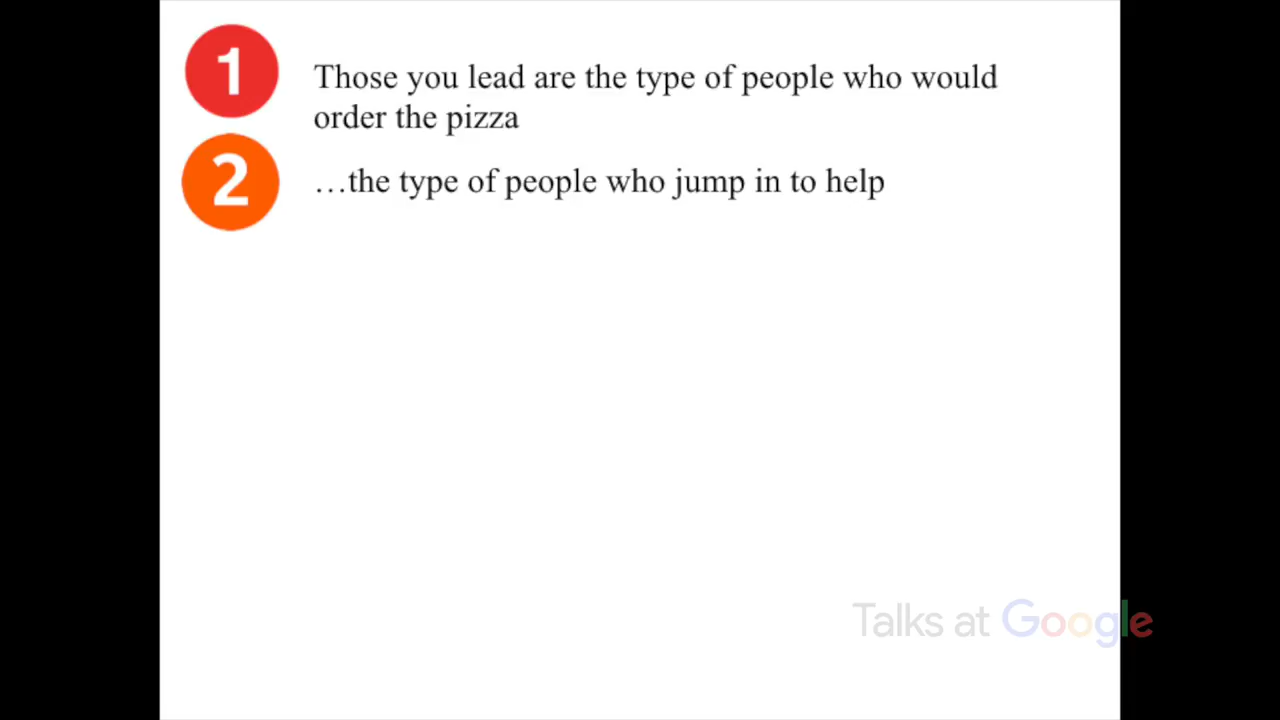 1
Those you lead are the type of people who would
order the pizza
2
…the type of people who jump in to help
Talks at Google